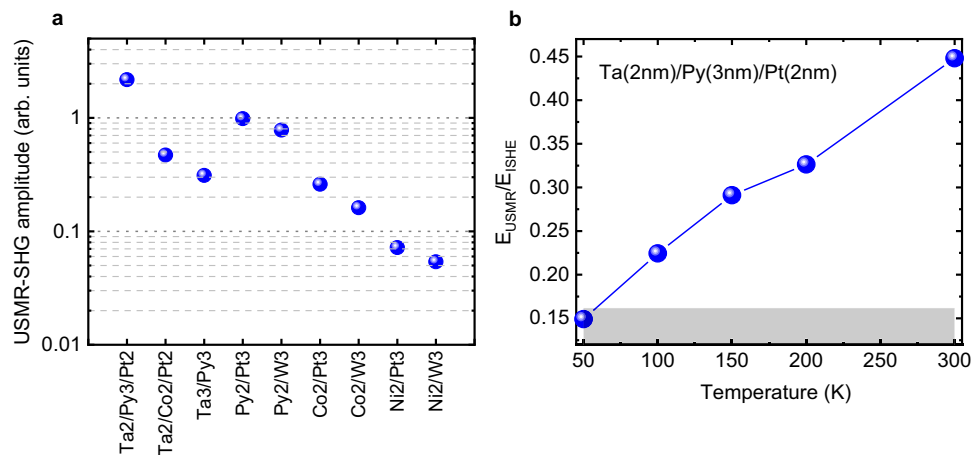 a
USMR-SHG amplitude (arb. units)
1
0.1
0.01
Ta2/Py3/Pt2
Ta2/Co2/Pt2
Ta3/Py3
Py2/Pt3
Py2/W3
Co2/Pt3
Co2/W3
Ni2/Pt3
Ni2/W3
b
Ta(2nm)/Py(3nm)/Pt(2nm)
E_USMR/E_ISHE
0.45
0.40
0.35
0.30
0.25
0.20
0.15
50 100 150 200 250 300
Temperature (K)